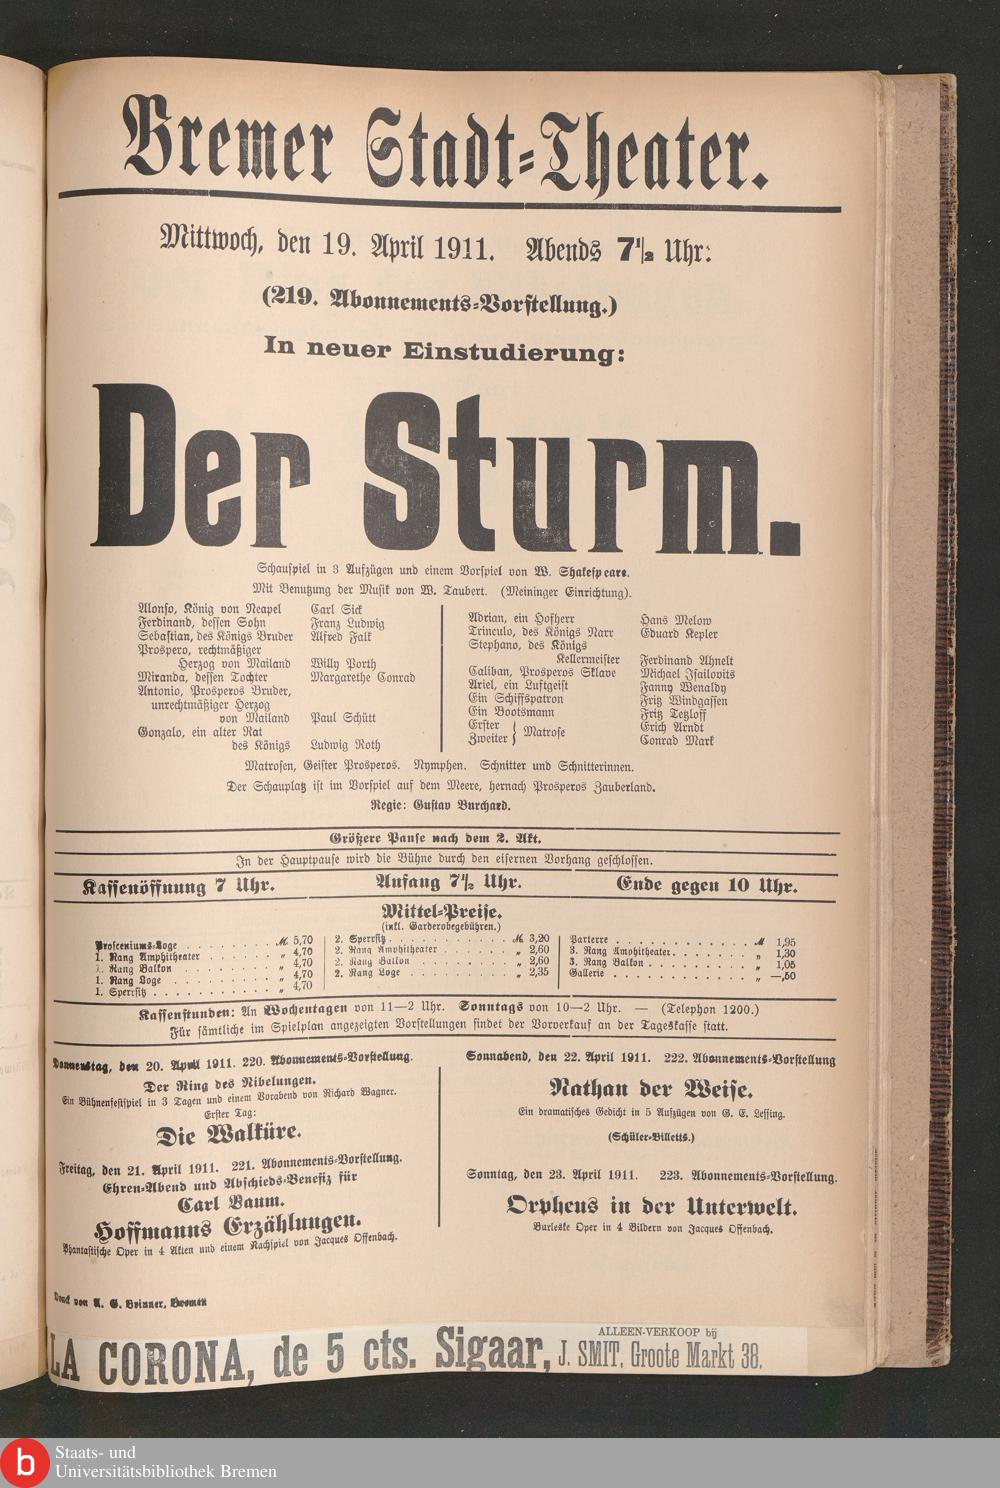 Bremer Stadt-Theater.
Mittwoch, den 19. April 1911. Abends 7 1/2 Uhr:
(219. Abonnements-Vorstellung.)
In neuer Einstudierung:
Der Sturm.
Schauspiel in 3 Aufzügen und einem Vorspiel von W. Shakespeare.
Mit Benutzung der Musik von W. Taubert. (Meininger Einrichtung).
Alonso, König von Neapel Carl Sick
Ferdinand, dessen Sohn Franz Ludwig
Sebastian, des Königs Bruder Alfred Falk
Prospero, rechtmäßiger
Herzog von Mailand Willy Porth
Miranda, dessen Tochter Margarethe Conrad
Antonio, Prosperos Bruder,
unrechtmäßiger Herzog
von Mailand Paul Schütt
Gonzalo, ein alter Rat
des Königs Ludwig Roth
Adrian, ein Hofherr Hans Melow
Trinculo, des Königs Narr Eduard Kepler
Stephano, des Königs
Kellermeister Ferdinand Ahnelt
Caliban, Prosperos Sklave Michael Isailovits
Ariel, ein Luftgeist Fanny Wenaldy
Ein Schiffspatron Fritz Windgassen
Ein Bootsmann Fritz Tetzloff
Erster } Matrose Erich Arndt
Zweiter } Conrad Mark
Matrosen, Geister Prosperos. Nymphen. Schnitter und Schnitterinnen.
Der Schauplatz ist im Vorspiel auf dem Meere, hernach Prosperos Zauberland.
Regie: Gustav Burchard.
Größere Pause nach dem 2. Akt.
In der Hauptpause wird die Bühne durch den eisernen Vorhang geschlossen.
Kassenöffnung 7 Uhr. Anfang 7 1/2 Uhr. Ende gegen 10 Uhr.
Mittel-Preise.
(inkl. Garderobegebühren.)
Prosceniums-Loge . . . . . . . . M 5,70
1. Rang Amphitheater . . . . . . . „ 4,70
1. Rang Balkon . . . . . . . . . „ 4,70
1. Rang Loge . . . . . . . . . . „ 4,70
1. Sperrsitz . . . . . . . . . . . „ 4,70
2. Sperrsitz . . . . . . . . . . . M 3,20
2. Rang Amphitheater . . . . . . . „ 2,60
2. Rang Balkon . . . . . . . . . „ 2,60
2. Rang Loge . . . . . . . . . . „ 2,35
Parterre . . . . . . . . . . . . M 1,95
3. Rang Amphitheater . . . . . . . „ 1,30
3. Rang Balkon . . . . . . . . . „ 1,05
Gallerie . . . . . . . . . . . . „ —,50
Kassenstunden: An Wochentagen von 11—2 Uhr. Sonntags von 10—2 Uhr. — (Telephon 1200.)
Für sämtliche im Spielplan angezeigten Vorstellungen findet der Vorverkauf an der Tageskasse statt.
Donnerstag, den 20. April 1911. 220. Abonnements-Vorstellung.
Der Ring des Nibelungen.
Ein Bühnenfestspiel in 3 Tagen und einem Vorabend von Richard Wagner.
Erster Tag:
Die Walküre.
Freitag, den 21. April 1911. 221. Abonnements-Vorstellung.
Ehren-Abend und Abschieds-Benefiz für
Carl Baum.
Hoffmanns Erzählungen.
Phantastische Oper in 4 Akten und einem Nachspiel von Jacques Offenbach.
Sonnabend, den 22. April 1911. 222. Abonnements-Vorstellung
Nathan der Weise.
Ein dramatisches Gedicht in 5 Aufzügen von G. E. Lessing.
(Schüler-Billetts.)
Sonntag, den 23. April 1911. 223. Abonnements-Vorstellung.
Orpheus in der Unterwelt.
Burleske Oper in 4 Bildern von Jacques Offenbach.
Druck von A. G. Brinner, Bremen
LA CORONA, de 5 cts. Sigaar, ALLEEN-VERKOOP bij
J. SMIT, Groote Markt 38.
b
Staats- und
Universitätsbibliothek Bremen